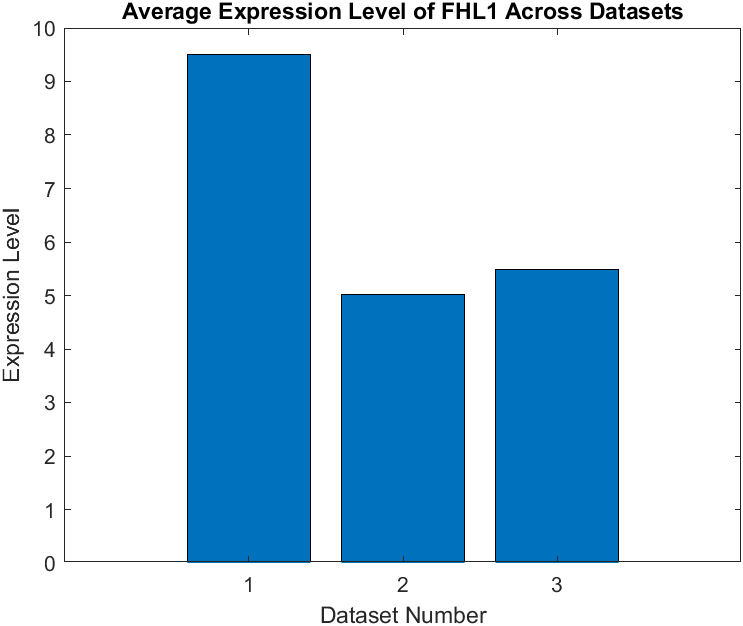 Average Expression Level of FHL1 Across Datasets
10
9
8
7
6
5
4
3
2
1
0
Expression Level
1 2 3
Dataset Number